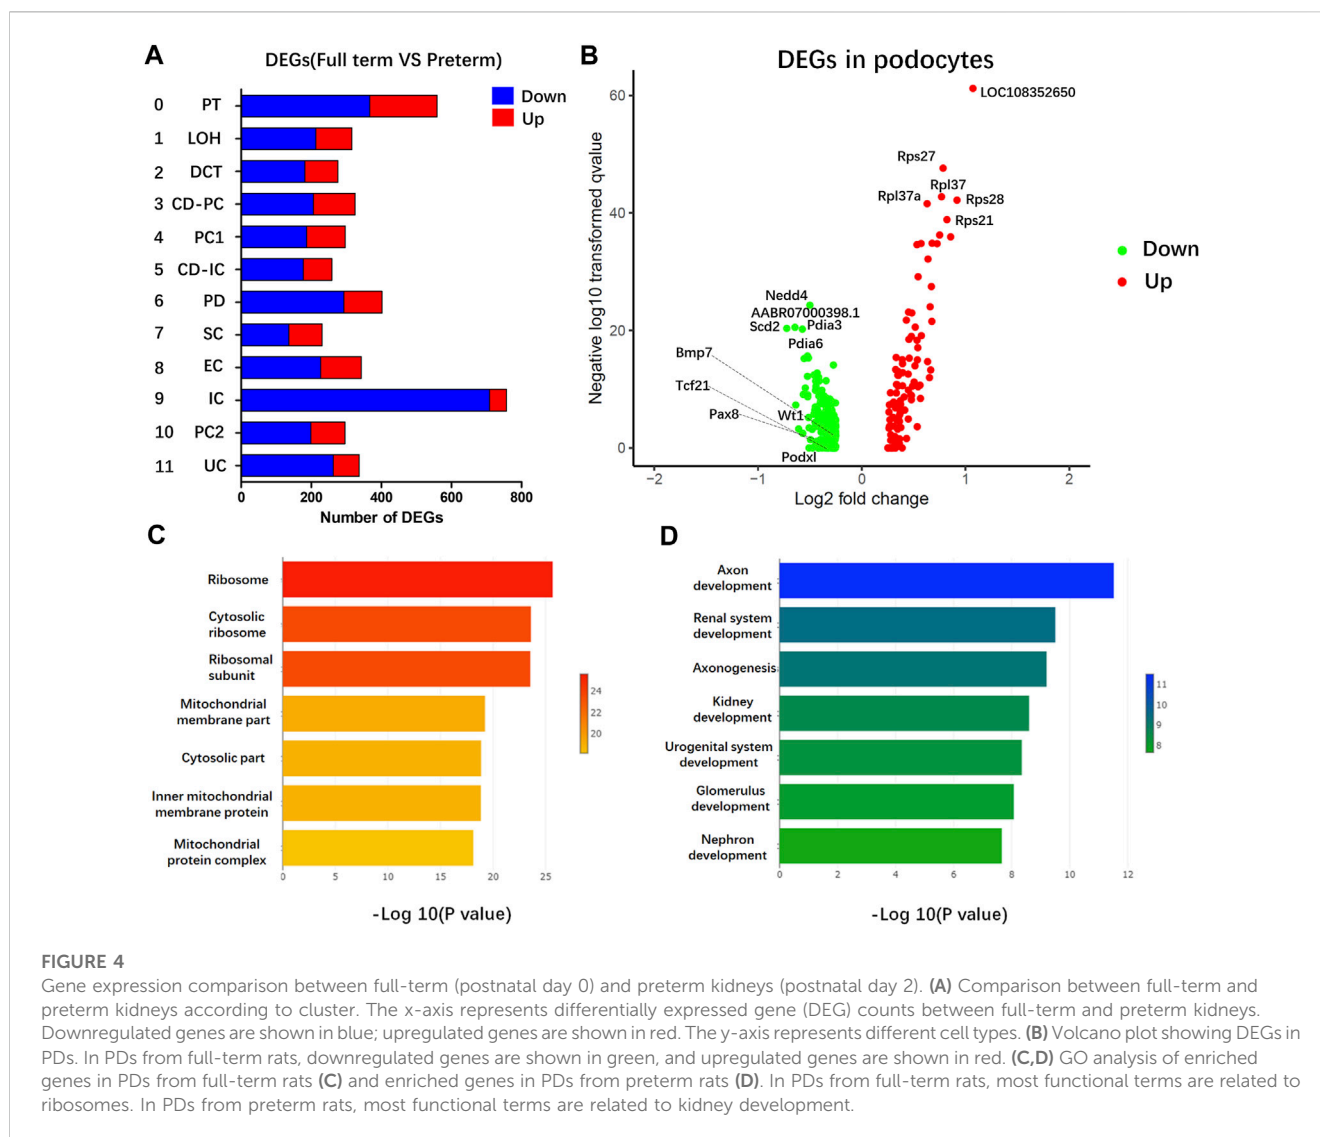 A
DEGs(Full term VS Preterm)
Down
Up
0 PT
1 LOH
2 DCT
3 CD-PC
4 PC1
5 CD-IC
6 PD
7 SC
8 EC
9 IC
10 PC2
11 UC
0 200 400 600 800
Number of DEGs
B
DEGs in podocytes
Negative log10 transformed qvalue
60
40
20
0
LOC108352650
Rps27
Rpl37
Rpl37a
Rps28
Rps21
Nedd4
AABR07000398.1
Scd2
Pdia3
Pdia6
Bmp7
Tcf21
Pax8
Wt1
Podxl
−2 −1 0 1 2
Log2 fold change
Down
Up
C
Ribosome
Cytosolic
ribosome
Ribosomal
subunit
Mitochondrial
membrane part
Cytosolic part
Inner mitochondrial
membrane protein
Mitochondrial
protein complex
0 5 10 15 20 25
-Log 10(P value)
24
22
20
D
Axon
development
Renal system
development
Axonogenesis
Kidney
development
Urogenital system
development
Glomerulus
development
Nephron
development
0 2 4 6 8 10 12
-Log 10(P value)
11
10
9
8
FIGURE 4
Gene expression comparison between full-term (postnatal day 0) and preterm kidneys (postnatal day 2). (A) Comparison between full-term and
preterm kidneys according to cluster. The x-axis represents differentially expressed gene (DEG) counts between full-term and preterm kidneys.
Downregulated genes are shown in blue; upregulated genes are shown in red. The y-axis represents different cell types. (B) Volcano plot showing DEGs in
PDs. In PDs from full-term rats, downregulated genes are shown in green, and upregulated genes are shown in red. (C,D) GO analysis of enriched
genes in PDs from full-term rats (C) and enriched genes in PDs from preterm rats (D). In PDs from full-term rats, most functional terms are related to
ribosomes. In PDs from preterm rats, most functional terms are related to kidney development.